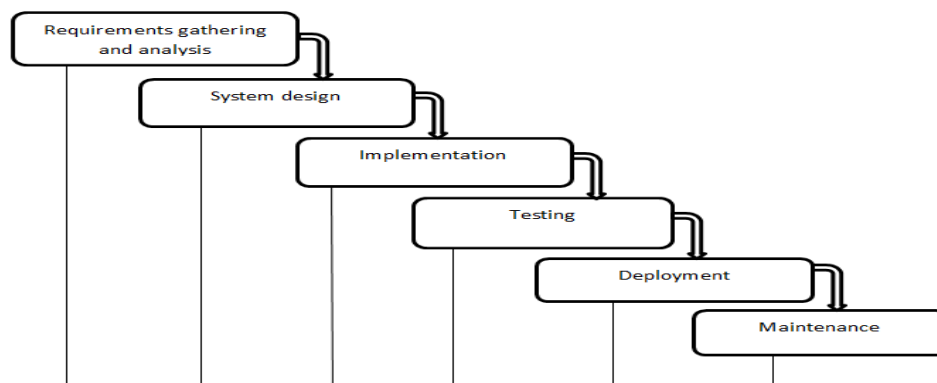 Requirements gathering
and analysis
System design
Implementation
Testing
Deployment
Maintenance